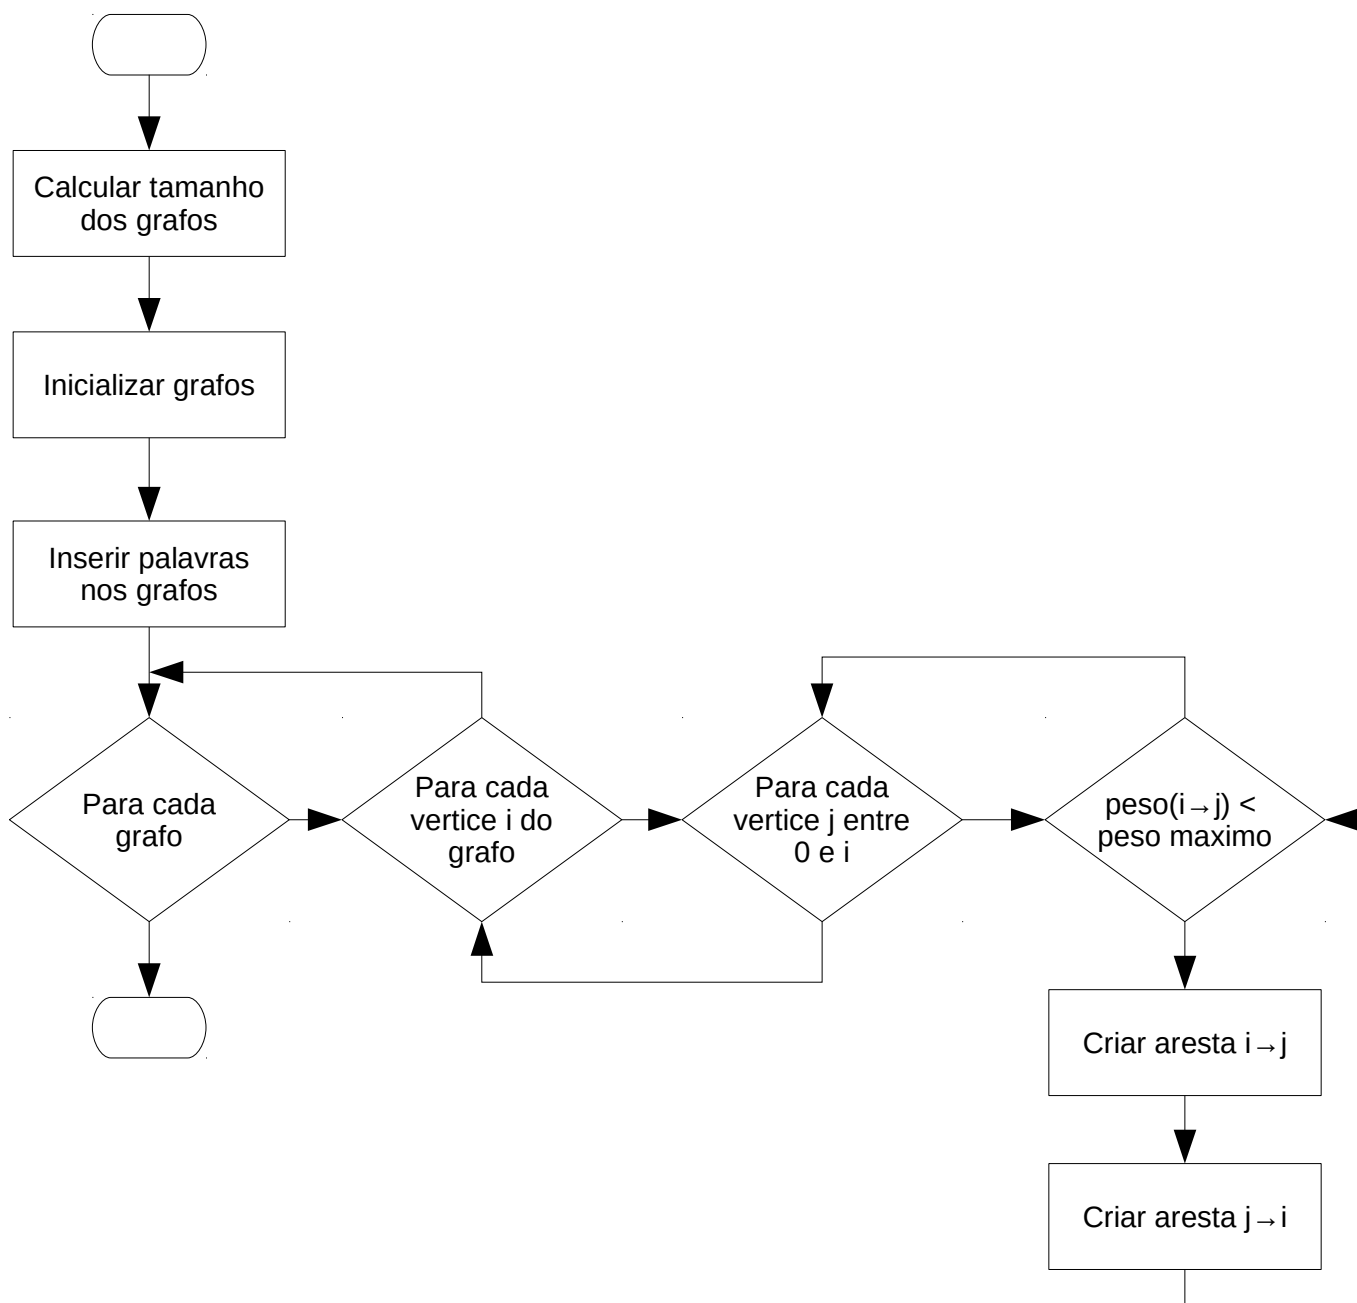 Calcular tamanho
dos grafos
Inicializar grafos
Inserir palavras
nos grafos
Para cada
grafo
Para cada
vertice i do
grafo
Para cada
vertice j entre
0 e i
peso(i→j) <
peso maximo
Criar aresta i→j
Criar aresta j→i